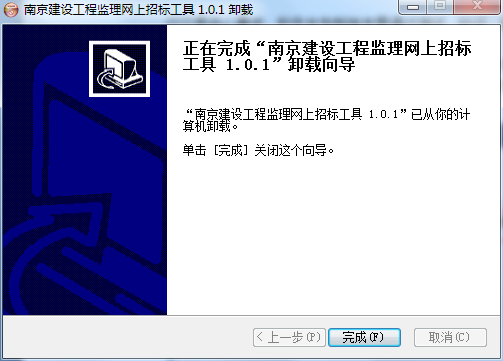 南京建设工程监理网上招标工具 1.0.1 卸载
正在完成“南京建设工程监理网上招标
工具 1.0.1”卸载向导
“南京建设工程监理网上招标工具 1.0.1”已从你的计
算机卸载。
单击 [完成] 关闭这个向导。
< 上一步(P)
完成(F)
取消(C)